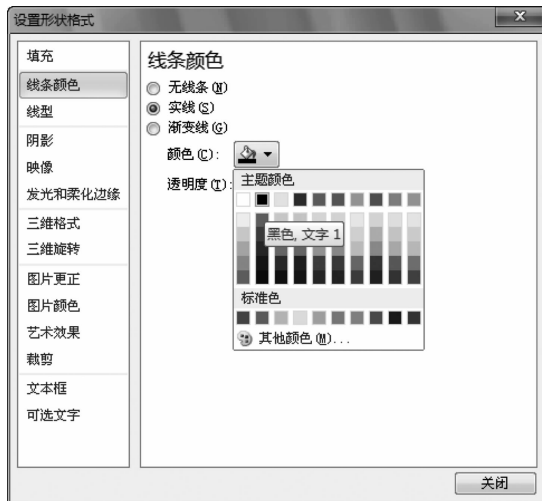 设置形状格式
填充
线条颜色
线型
阴影
映像
发光和柔化边缘
三维格式
三维旋转
图片更正
图片颜色
艺术效果
裁剪
文本框
可选文字
线条颜色
无线条(N)
实线(S)
渐变线(G)
颜色(C):
透明度(T):
主题颜色
黑色, 文字 1
标准色
其他颜色(M)...
关闭